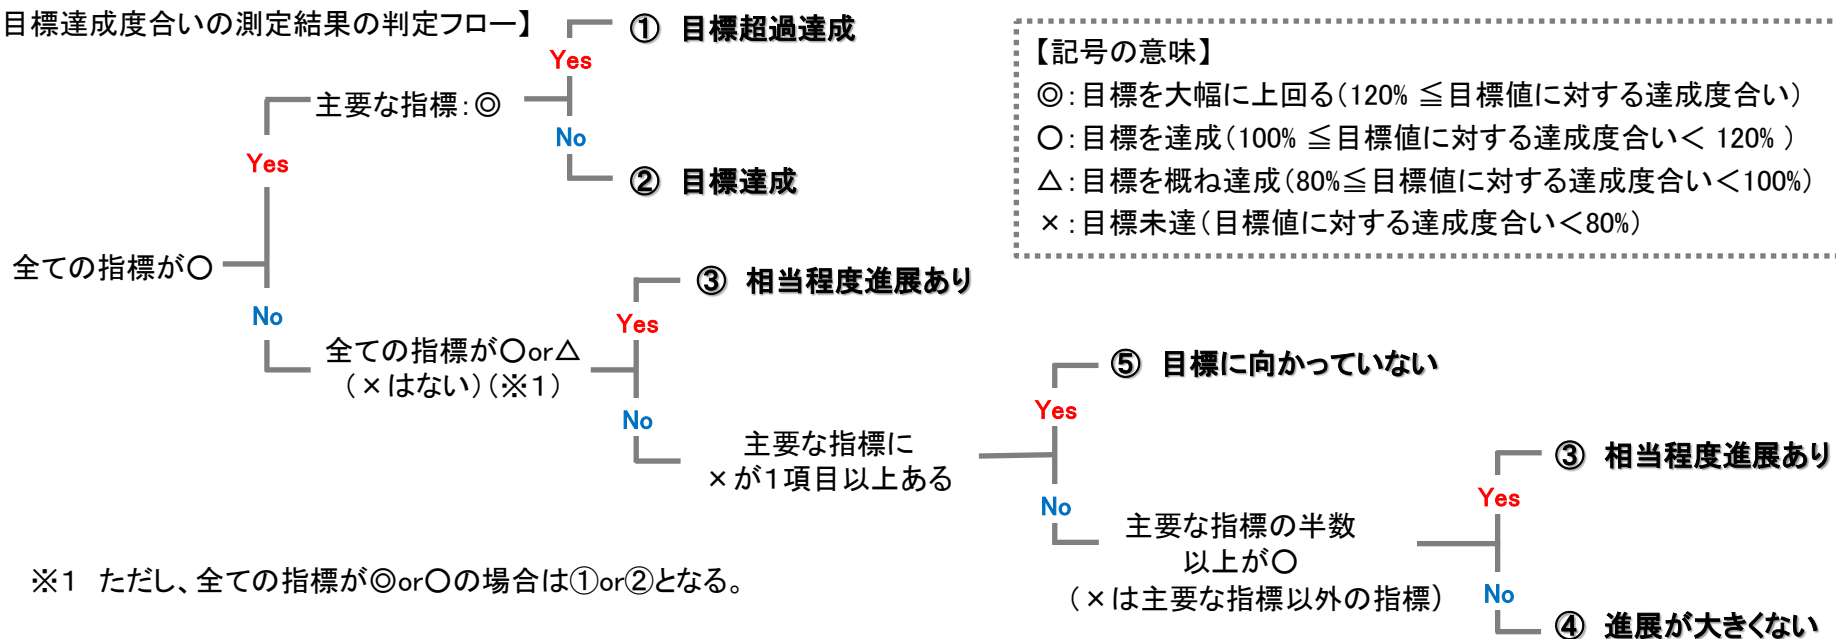 目標達成度合いの測定結果の判定フロー】
① 目標超過達成
Yes
主要な指標：◎
No
② 目標達成
Yes
全ての指標が○
No
③ 相当程度進展あり
Yes
全ての指標が○or△
（×はない）（※1）
No
⑤ 目標に向かっていない
Yes
主要な指標に
×が1項目以上ある
No
③ 相当程度進展あり
Yes
主要な指標の半数
以上が○
（×は主要な指標以外の指標）
No
④ 進展が大きくない
【記号の意味】
◎：目標を大幅に上回る（120% ≦目標値に対する達成度合い）
○：目標を達成（100% ≦目標値に対する達成度合い＜ 120% ）
△：目標を概ね達成（80%≦目標値に対する達成度合い＜100%）
×：目標未達（目標値に対する達成度合い＜80%）
※1 ただし、全ての指標が◎or○の場合は①or②となる。